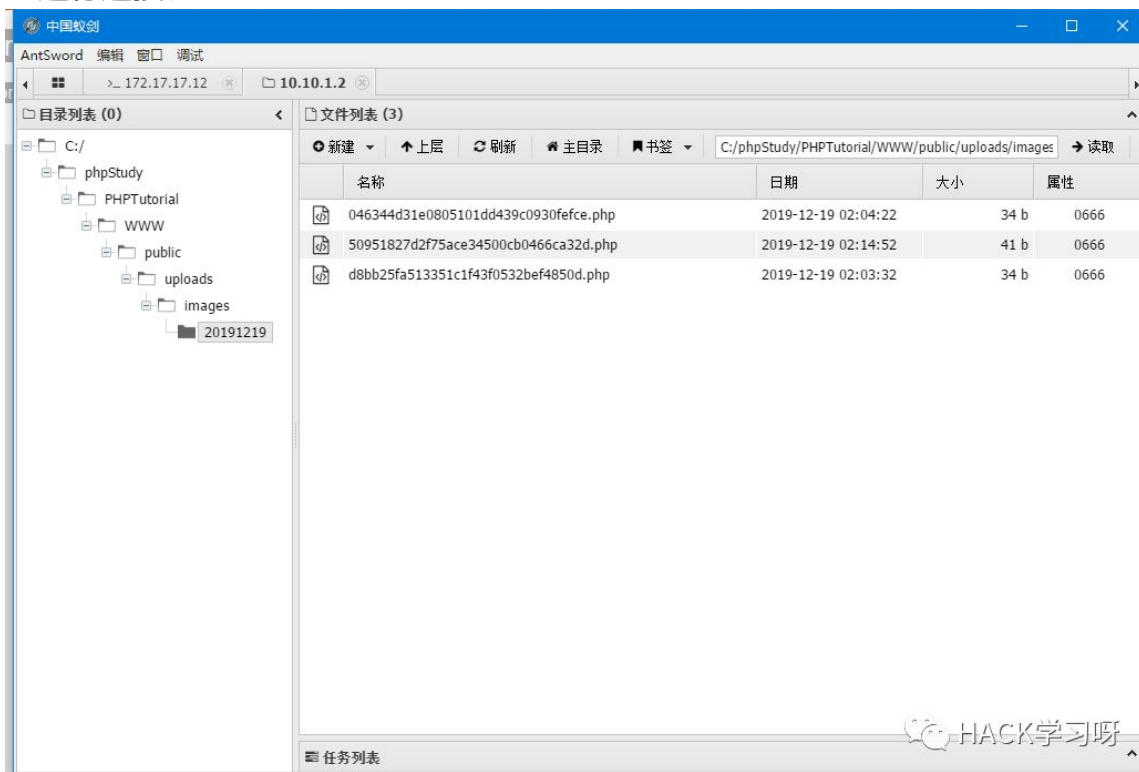 中国蚁剑
AntSword 编辑 窗口 调试
>_ 172.17.17.12 10.10.1.2
目录列表 (0)
C:/
phpStudy
PHPTutorial
WWW
public
uploads
images
20191219
文件列表 (3)
新建 上层 刷新 主目录 书签 C:/phpStudy/PHPTutorial/WWW/public/uploads/images 读取
名称 日期 大小 属性
046344d31e0805101dd439c0930fefce.php 2019-12-19 02:04:22 34 b 0666
50951827d2f75ace34500cb0466ca32d.php 2019-12-19 02:14:52 41 b 0666
d8bb25fa513351c1f43f0532bef4850d.php 2019-12-19 02:03:32 34 b 0666
HACK学习呀
任务列表